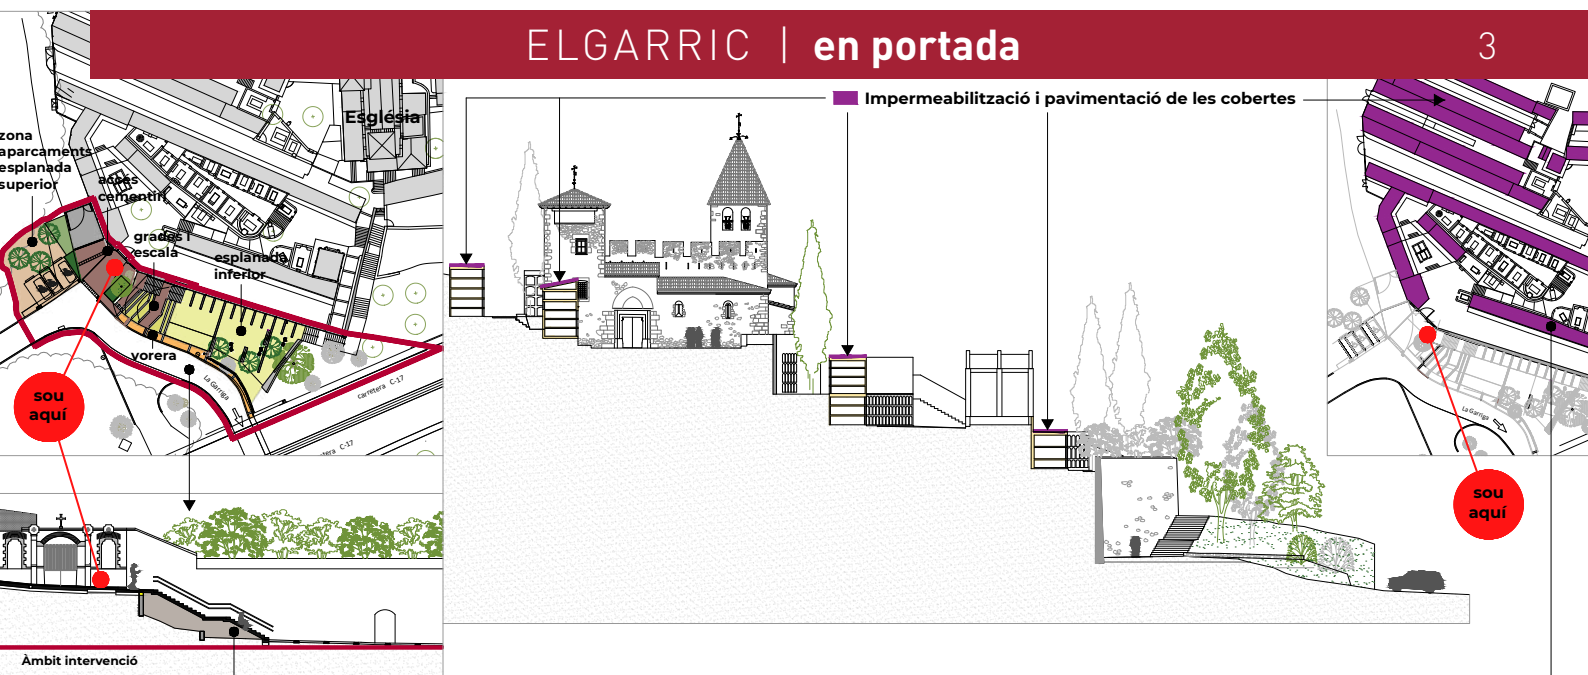 ELGARRIC | en portada
3
Impermeabilització i pavimentació de les cobertes
Església
zona
aparcaments
esplanada
superior
accés
cementiri
grades i
escala
esplanada
inferior
vorera
La Garriga
carretera C-17
C-17
sou
aquí
Àmbit intervenció
La Garriga
sou
aquí